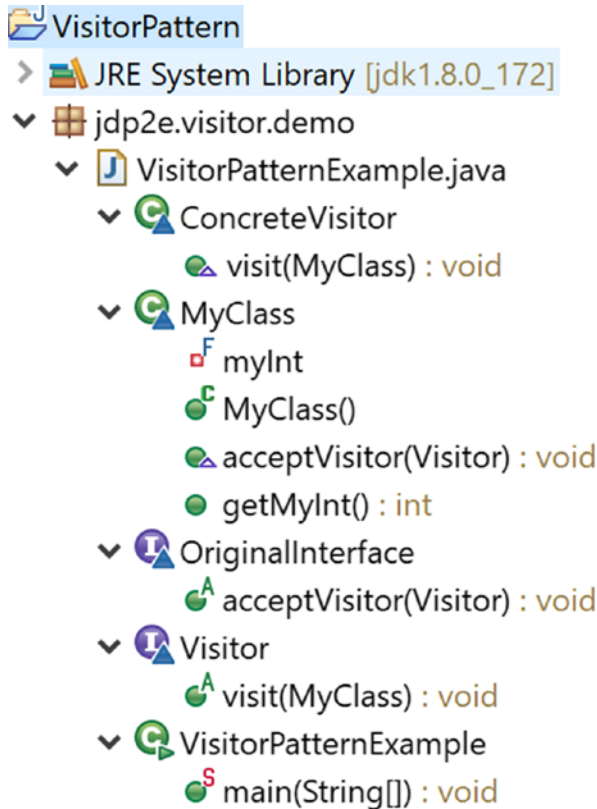 VisitorPattern
JRE System Library [jdk1.8.0_172]
jdp2e.visitor.demo
VisitorPatternExample.java
ConcreteVisitor
visit(MyClass) : void
MyClass
myInt
MyClass()
acceptVisitor(Visitor) : void
getMyInt() : int
OriginalInterface
acceptVisitor(Visitor) : void
Visitor
visit(MyClass) : void
VisitorPatternExample
main(String[]) : void